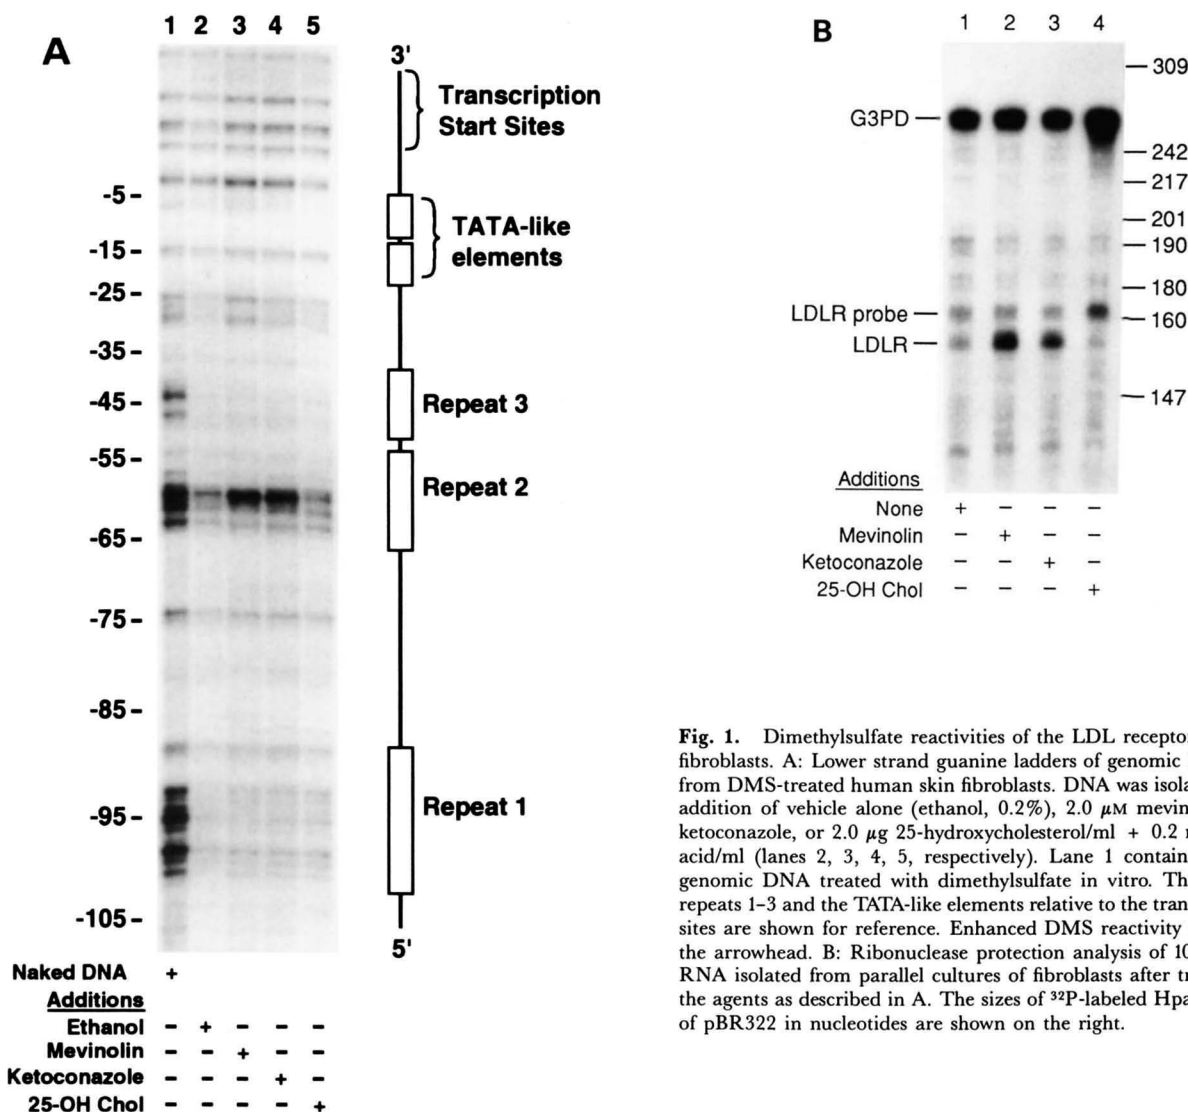 A
1 2 3 4 5
3'
Transcription
Start Sites
-5 -
TATA-like
elements
-15 -
-25 -
-35 -
Repeat 3
-45 -
-55 -
Repeat 2
-65 -
-75 -
-85 -
Repeat 1
-95 -
-105 -
5'
Naked DNA +
Additions
Ethanol - + - - -
Mevinolin - - + - -
Ketoconazole - - - + -
25-OH Chol - - - - +
B
1 2 3 4
309
G3PD
242
217
201
190
180
LDLR probe
160
LDLR
147
Additions
None + - - -
Mevinolin - + - -
Ketoconazole - - + -
25-OH Chol - - - +
Fig. 1. Dimethylsulfate reactivities of the LDL receptor
fibroblasts. A: Lower strand guanine ladders of genomic
from DMS-treated human skin fibroblasts. DNA was isola
addition of vehicle alone (ethanol, 0.2%), 2.0 μM mevin
ketoconazole, or 2.0 μg 25-hydroxycholesterol/ml + 0.2
acid/ml (lanes 2, 3, 4, 5, respectively). Lane 1 contain
genomic DNA treated with dimethylsulfate in vitro. Th
repeats 1–3 and the TATA-like elements relative to the tran
sites are shown for reference. Enhanced DMS reactivity
the arrowhead. B: Ribonuclease protection analysis of 10
RNA isolated from parallel cultures of fibroblasts after tr
the agents as described in A. The sizes of ³²P-labeled Hpa
of pBR322 in nucleotides are shown on the right.